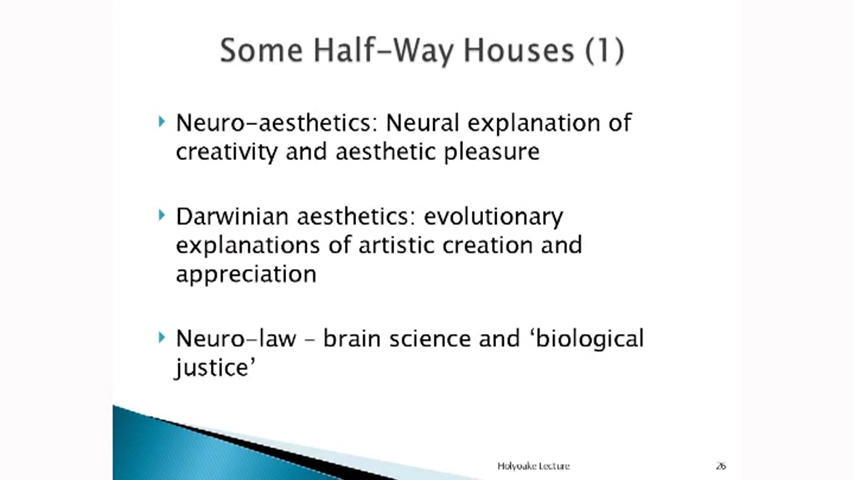 Some Half-Way Houses (1)
Neuro-aesthetics: Neural explanation of
creativity and aesthetic pleasure
Darwinian aesthetics: evolutionary
explanations of artistic creation and
appreciation
Neuro-law – brain science and ‘biological
justice’
Holyoake Lecture
26